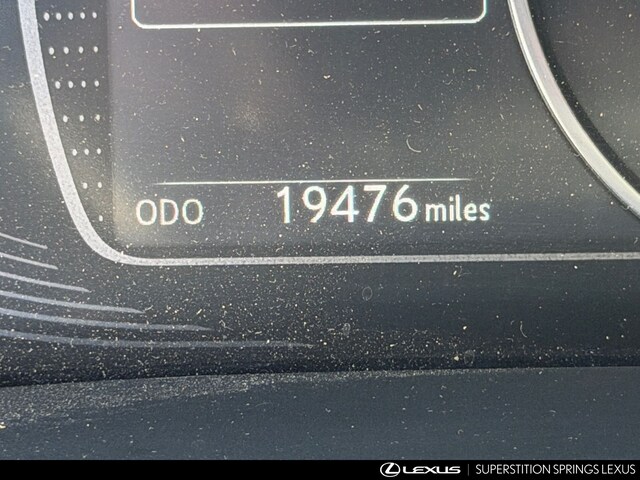 ODO 19476 miles
LEXUS | SUPERSTITION SPRINGS LEXUS